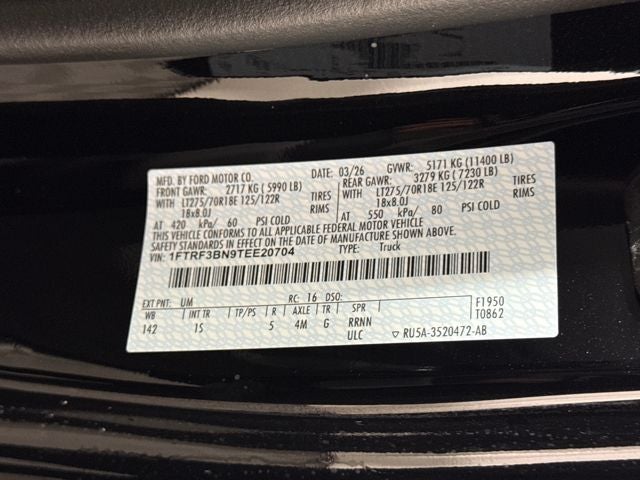 MFD. BY FORD MOTOR CO.
DATE: 03/26 GVWR: 5171 KG (11400 LB)
FRONT GAWR: 2717 KG (5990 LB) REAR GAWR: 3279 KG (7230 LB)
WITH LT275/70R18E 125/122R TIRES WITH LT275/70R18E 125/122R TIRES
18x8.0J RIMS 18x8.0J RIMS
AT 420 kPa/ 60 PSI COLD AT 550 kPa/ 80 PSI COLD
THIS VEHICLE CONFORMS TO ALL APPLICABLE FEDERAL MOTOR VEHICLE
SAFETY STANDARDS IN EFFECT ON THE DATE OF MANUFACTURE SHOWN ABOVE.
VIN: 1FTRF3BN9TEE20704 TYPE: Truck
EXT PNT: UM RC: 16 DSO: F1950
WB INT TR TP/PS R AXLE TR SPR T0862
142 1S 5 4M G RRNN
ULC ▽ RU5A-3520472-AB